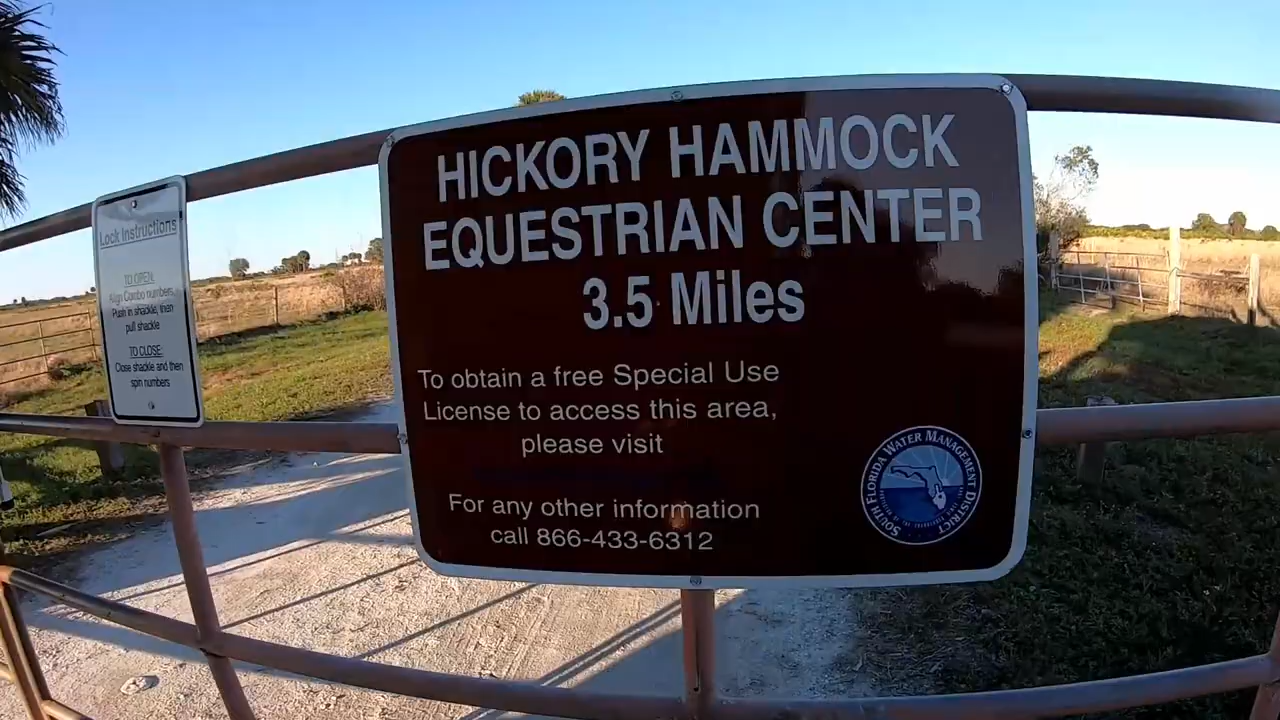 Lock Instructions
TO OPEN:
Align Combo numbers,
Push in shackle, then
pull shackle
TO CLOSE:
Close shackle and then
spin numbers
HICKORY HAMMOCK
EQUESTRIAN CENTER
3.5 Miles
To obtain a free Special Use
License to access this area,
please visit
For any other information
call 866-433-6312
SOUTH FLORIDA WATER MANAGEMENT DISTRICT